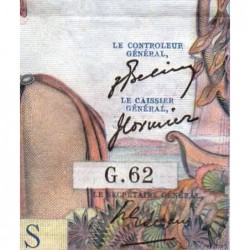 LE CONTROLEUR
GÉNÉRAL,
LE CAISSIER
GÉNÉRAL,
G.62
LE SECRÉTAIRE GÉNÉRAL,
S